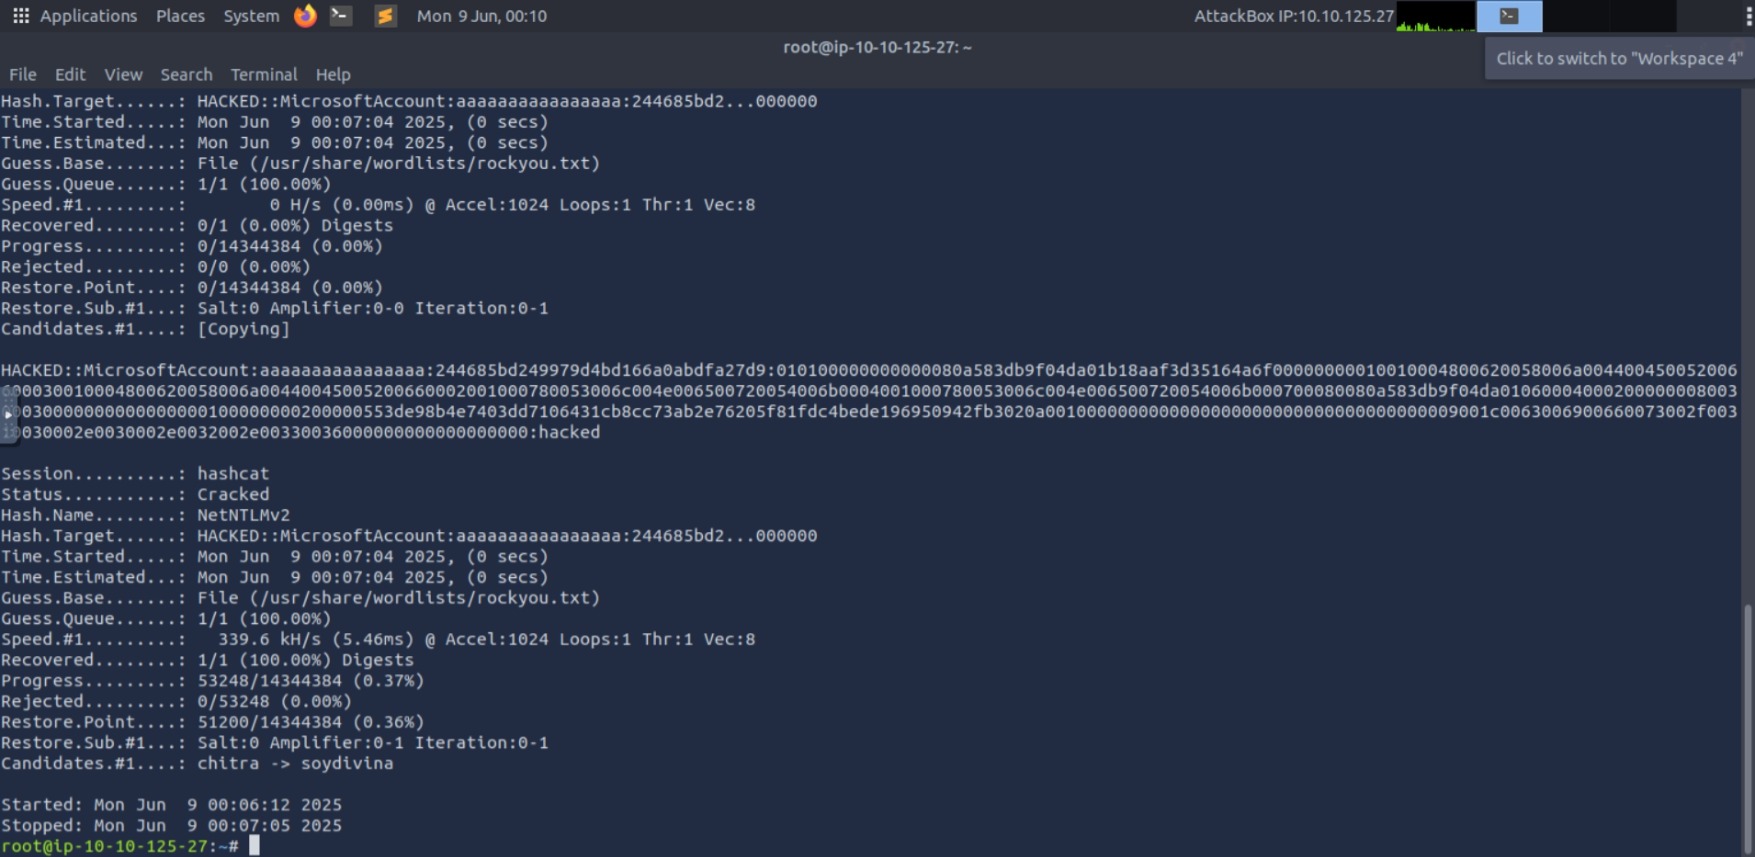 Applications Places System Mon 9 Jun, 00:10 AttackBox IP:10.10.125.27
root@ip-10-10-125-27: ~
Click to switch to "Workspace 4"
File Edit View Search Terminal Help
Hash.Target......: HACKED::MicrosoftAccount:aaaaaaaaaaaaaaaa:244685bd2...000000
Time.Started.....: Mon Jun  9 00:07:04 2025, (0 secs)
Time.Estimated...: Mon Jun  9 00:07:04 2025, (0 secs)
Guess.Base.......: File (/usr/share/wordlists/rockyou.txt)
Guess.Queue......: 1/1 (100.00%)
Speed.#1.........:        0 H/s (0.00ms) @ Accel:1024 Loops:1 Thr:1 Vec:8
Recovered........: 0/1 (0.00%) Digests
Progress.........: 0/14344384 (0.00%)
Rejected.........: 0/0 (0.00%)
Restore.Point....: 0/14344384 (0.00%)
Restore.Sub.#1...: Salt:0 Amplifier:0-0 Iteration:0-1
Candidates.#1....: [Copying]
HACKED::MicrosoftAccount:aaaaaaaaaaaaaaaa:244685bd249979d4bd166a0abdfa27d9:010100000000000080a583db9f04da01b18aaf3d35164a6f00000000010010004800620058006a0044004500520066
00030010004800620058006a00440045005200660002001000780053006c004e006500720054006b0004001000780053006c004e006500720054006b000700080080a583db9f04da0106000400020000008003
0030000000000000000100000000200000553de98b4e7403dd7106431cb8cc73ab2e76205f81fdc4bede196950942fb3020a0010000000000000000000000000000000000009001c0063006900660073002f003
0030002e0030002e0032002e00330036000000000000000000:hacked
Session..........: hashcat
Status...........: Cracked
Hash.Name........: NetNTLMv2
Hash.Target......: HACKED::MicrosoftAccount:aaaaaaaaaaaaaaaa:244685bd2...000000
Time.Started.....: Mon Jun  9 00:07:04 2025, (0 secs)
Time.Estimated...: Mon Jun  9 00:07:04 2025, (0 secs)
Guess.Base.......: File (/usr/share/wordlists/rockyou.txt)
Guess.Queue......: 1/1 (100.00%)
Speed.#1.........:   339.6 kH/s (5.46ms) @ Accel:1024 Loops:1 Thr:1 Vec:8
Recovered........: 1/1 (100.00%) Digests
Progress.........: 53248/14344384 (0.37%)
Rejected.........: 0/53248 (0.00%)
Restore.Point....: 51200/14344384 (0.36%)
Restore.Sub.#1...: Salt:0 Amplifier:0-1 Iteration:0-1
Candidates.#1....: chitra -> soydivina
Started: Mon Jun  9 00:06:12 2025
Stopped: Mon Jun  9 00:07:05 2025
root@ip-10-10-125-27:~#